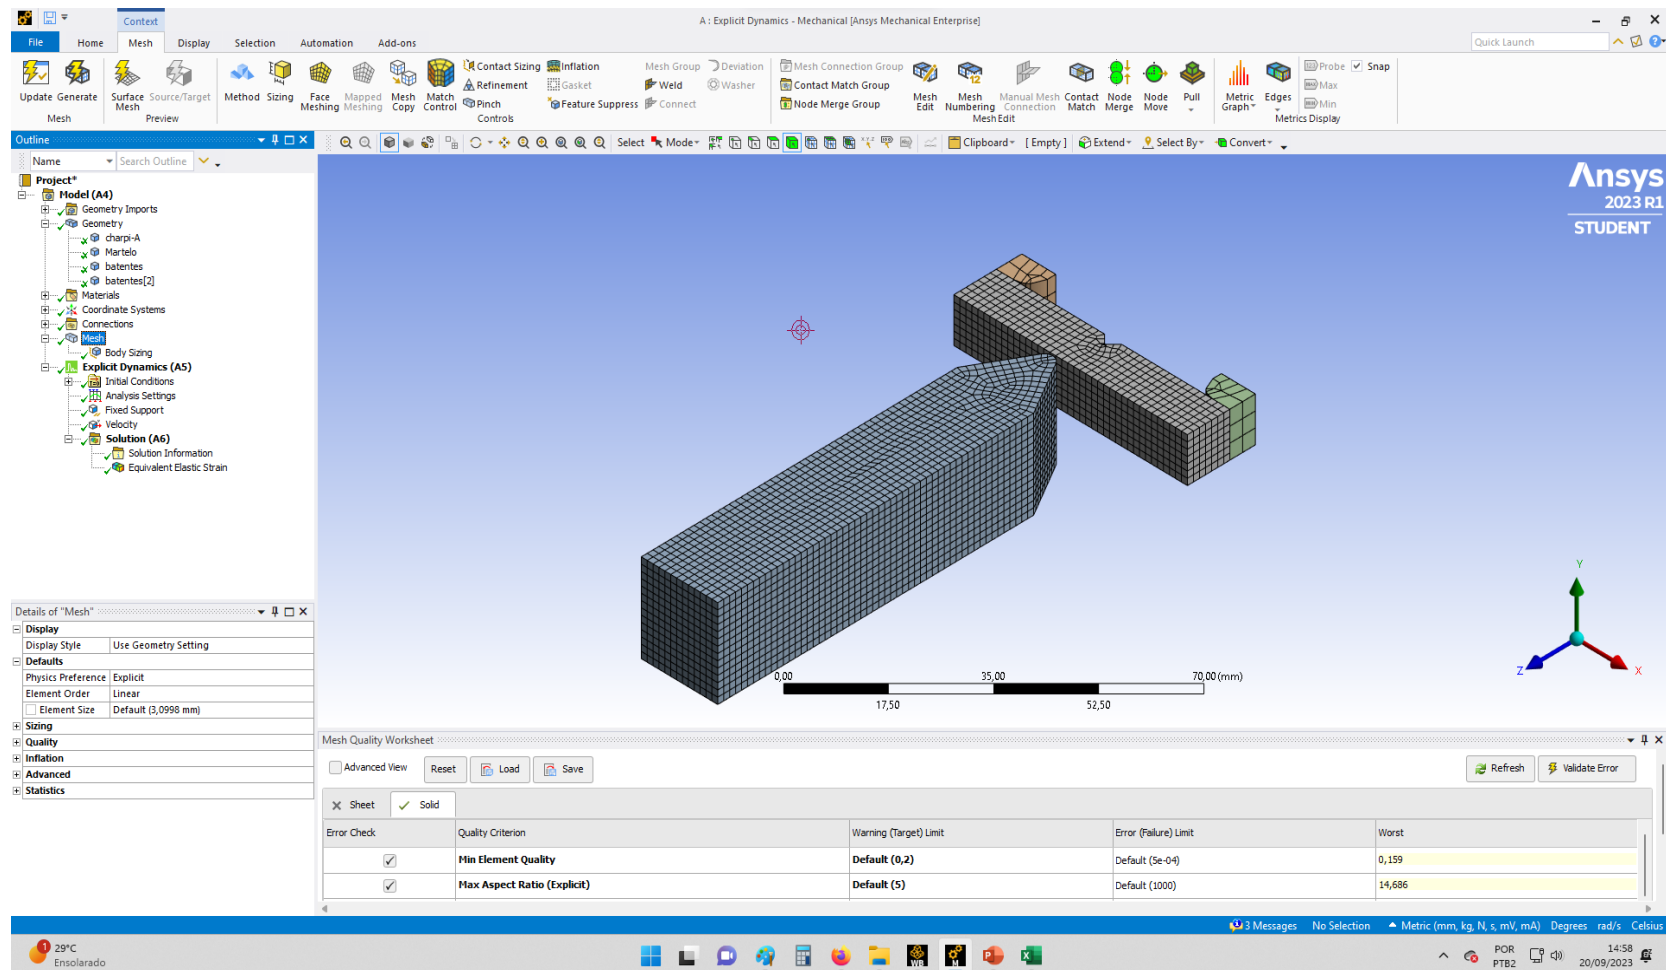 Context
A : Explicit Dynamics - Mechanical [Ansys Mechanical Enterprise]
File Home Mesh Display Selection Automation Add-ons
Quick Launch
Update Generate
Surface Mesh Source/Target
Method Sizing Face Meshing Mapped Meshing Mesh Copy Match Control
Contact Sizing Inflation
Refinement Gasket
Pinch Feature Suppress
Mesh Group Deviation
Weld Washer
Connect
Mesh Connection Group
Contact Match Group
Node Merge Group
Mesh Edit Mesh Numbering Manual Mesh Connection Contact Match Node Merge Node Move Pull
Metric Graph Edges
Probe Snap
Max
Min
Mesh Preview Controls Mesh Edit Metrics Display
Outline
Select Mode Clipboard [ Empty ] Extend Select By Convert
Name Search Outline
Project*
Model (A4)
Geometry Imports
Geometry
charpi-A
Martelo
batentes
batentes[2]
Materials
Coordinate Systems
Connections
Mesh
Body Sizing
Explicit Dynamics (A5)
Initial Conditions
Analysis Settings
Fixed Support
Velocity
Solution (A6)
Solution Information
Equivalent Elastic Strain
Ansys
2023 R1
STUDENT
Y
Z
X
0,00 35,00 70,00 (mm)
17,50 52,50
Details of "Mesh"
Display
Display Style Use Geometry Setting
Defaults
Physics Preference Explicit
Element Order Linear
Element Size Default (3,0998 mm)
Sizing
Quality
Inflation
Advanced
Statistics
Mesh Quality Worksheet
Advanced View Reset Load Save Refresh Validate Error
Sheet Solid
Error Check Quality Criterion Warning (Target) Limit Error (Failure) Limit Worst
Min Element Quality Default (0,2) Default (5e-04) 0,159
Max Aspect Ratio (Explicit) Default (5) Default (1000) 14,686
3 Messages No Selection Metric (mm, kg, N, s, mV, mA) Degrees rad/s Celsius
1
29°C
Ensolarado
WB
M
POR
PTB2
14:58
20/09/2023